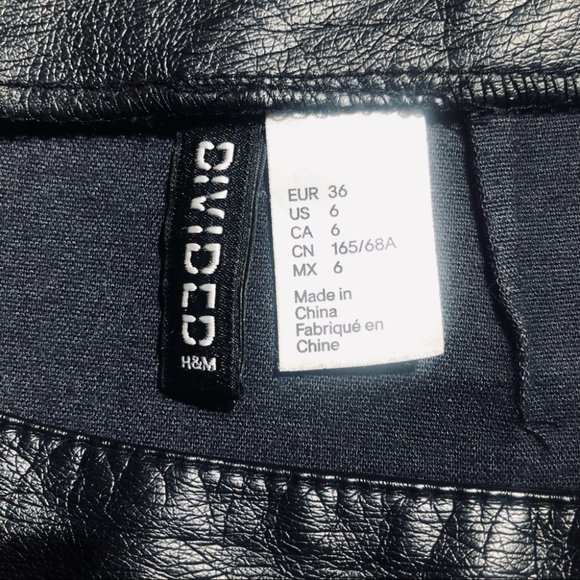 DIVIDED
H&M
EUR 36
US 6
CA 6
CN 165/68A
MX 6
Made in
China
Fabriqué en
Chine